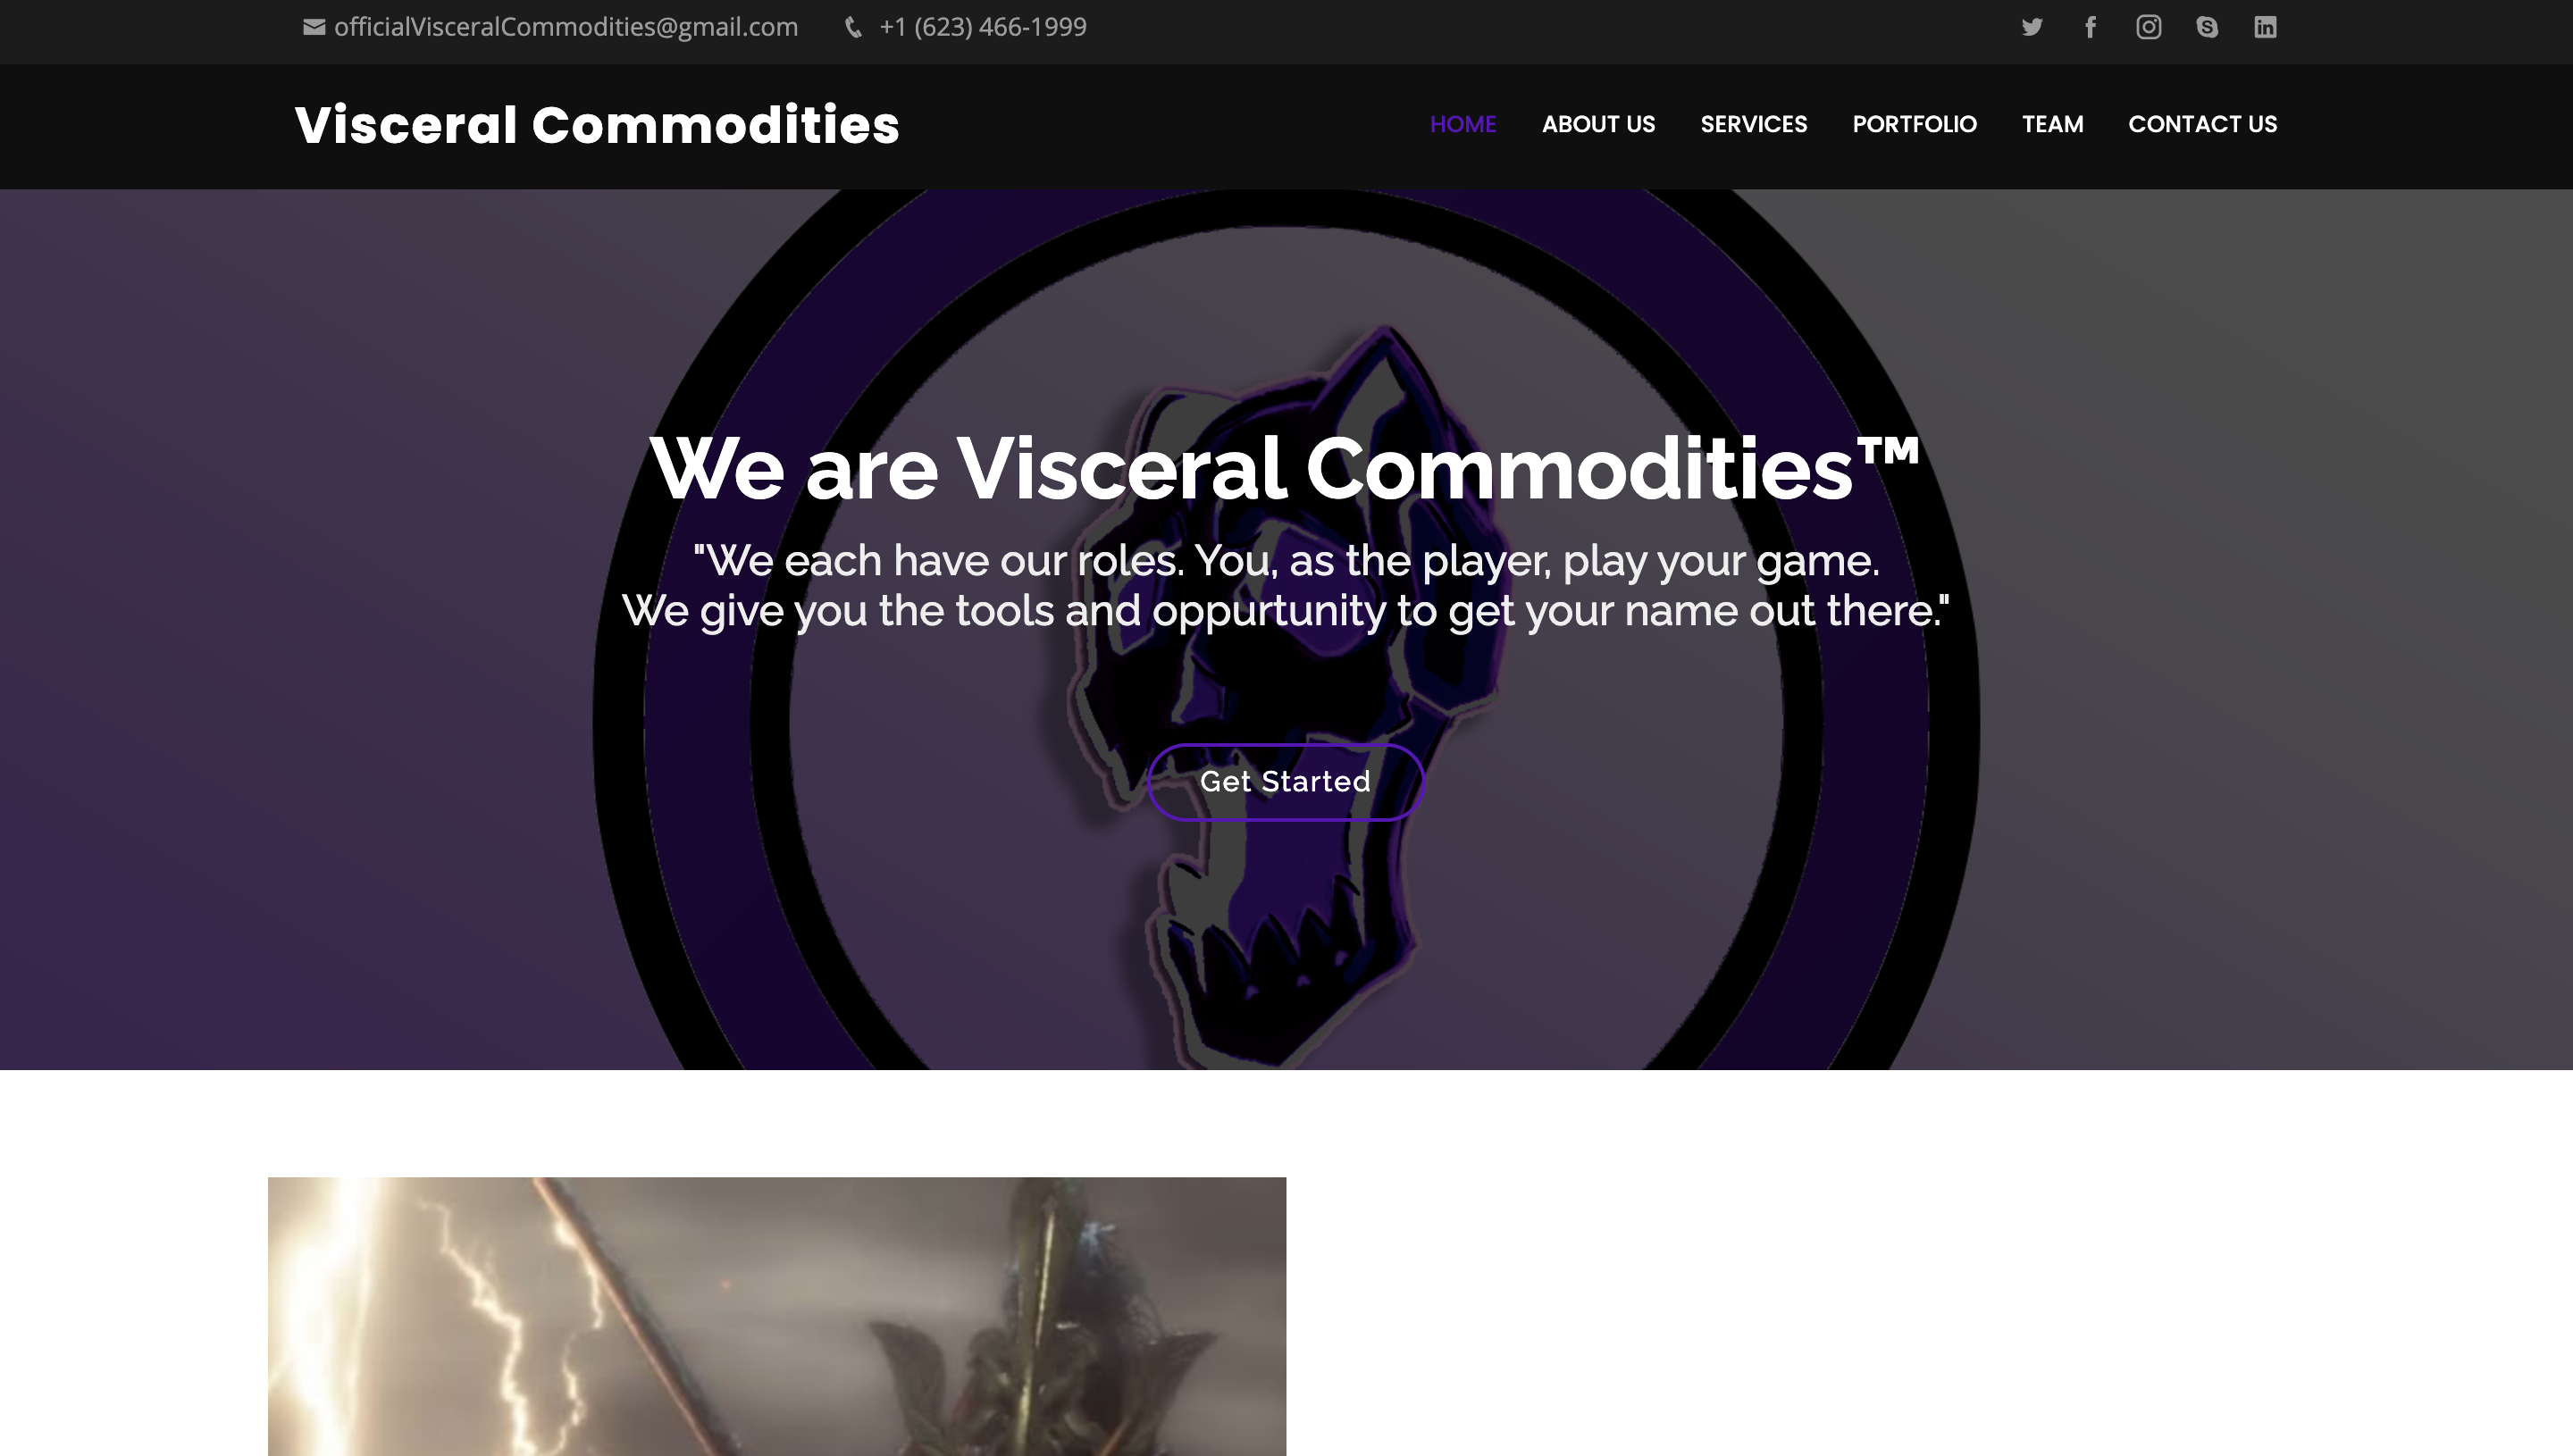 officialVisceralCommodities@gmail.com +1 (623) 466-1999
Visceral Commodities HOME ABOUT US SERVICES PORTFOLIO TEAM CONTACT US
We are Visceral Commodities™
"We each have our roles. You, as the player, play your game.
We give you the tools and oppurtunity to get your name out there."
Get Started